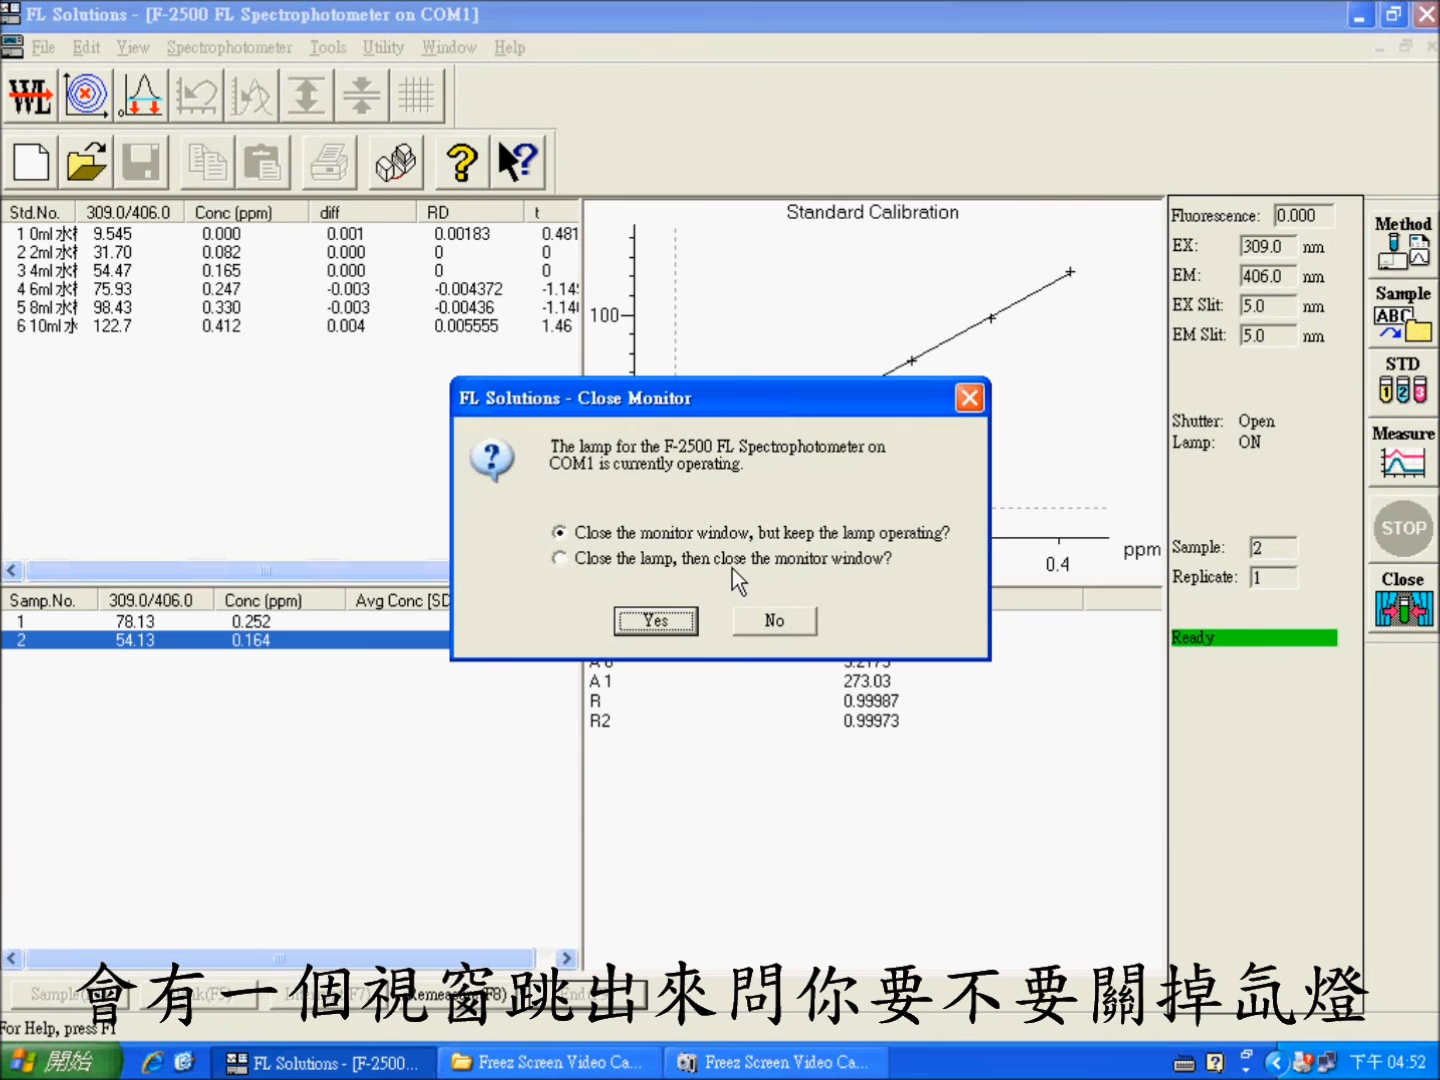 FL Solutions - [F-2500 FL Spectrophotometer on COM1]
File Edit View Spectrophotometer Tools Utility Window Help
WL
Std.No. 309.0/406.0 Conc (ppm) diff RD t
1 0ml 水 9.545 0.000 0.001 0.00183 0.481
2 2ml 水 31.70 0.082 0.000 0 0
3 4ml 水 54.47 0.165 0.000 0 0
4 6ml 水 75.93 0.247 -0.003 -0.004372 -1.14
5 8ml 水 98.43 0.330 -0.003 -0.00436 -1.14
6 10ml 水 122.7 0.412 0.004 0.005555 1.46
Standard Calibration
100
0.4
ppm
Fluorescence: 0.000
EX: 309.0 nm
EM: 406.0 nm
EX Slit: 5.0 nm
EM Slit: 5.0 nm
Shutter: Open
Lamp: ON
Sample: 2
Replicate: 1
Ready
Method
Sample
ABC
STD
1 2 3
Measure
STOP
Close
FL Solutions - Close Monitor
The lamp for the F-2500 FL Spectrophotometer on
COM1 is currently operating.
Close the monitor window, but keep the lamp operating?
Close the lamp, then close the monitor window?
Yes No
Samp.No. 309.0/406.0 Conc (ppm) Avg Conc [SD
1 78.13 0.252
2 54.13 0.164
A 1 273.03
R 0.99987
R2 0.99973
會有一個視窗跳出來問你要不要關掉氙燈
For Help, press F1
開始 FL Solutions - [F-2500... Freez Screen Video Ca... Freez Screen Video Ca... 下午 04:52